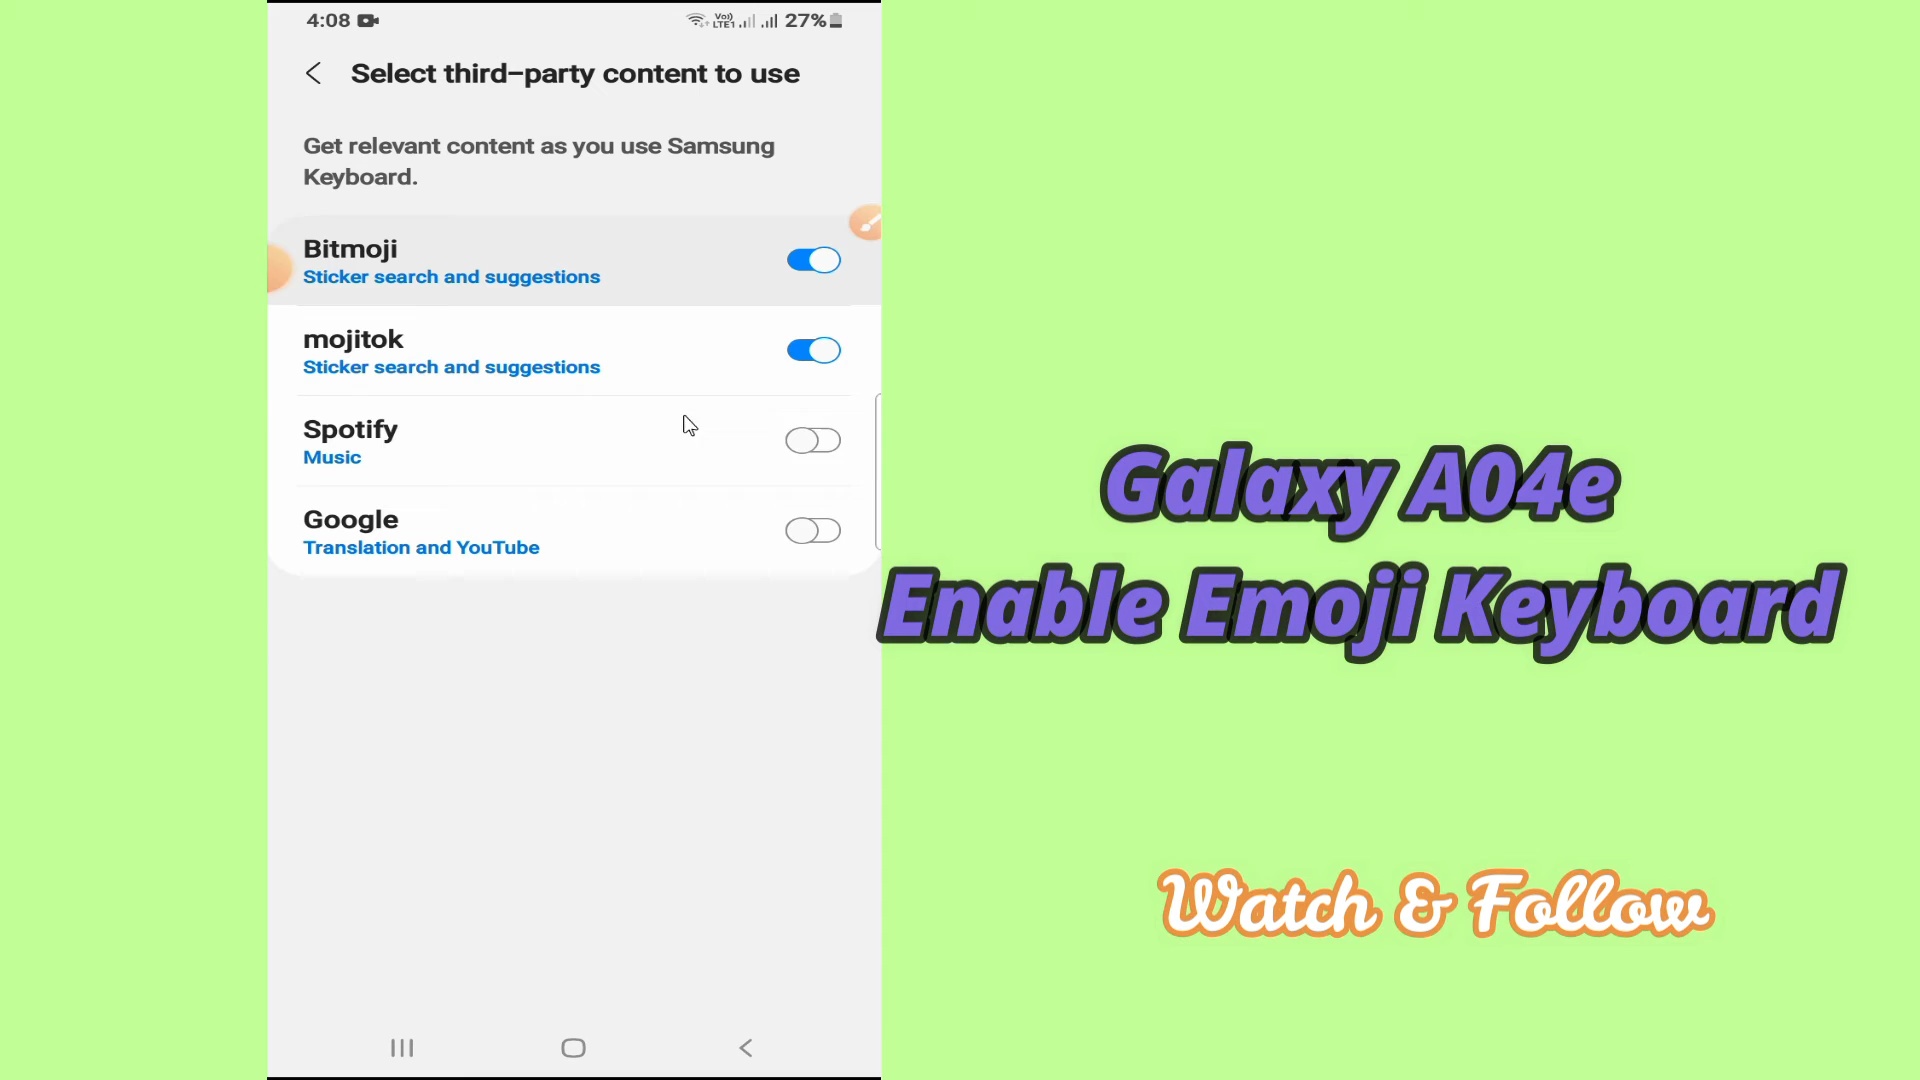 4:08
Vo)) LTE1 27%
Select third-party content to use
Get relevant content as you use Samsung
Keyboard.
Bitmoji
Sticker search and suggestions
mojitok
Sticker search and suggestions
Spotify
Music
Google
Translation and YouTube
Galaxy A04e
Enable Emoji Keyboard
Watch & Follow